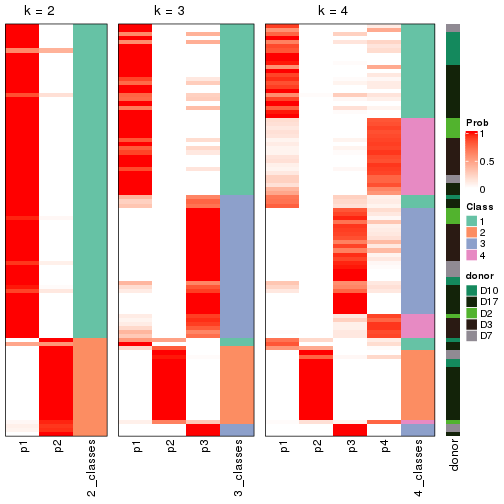 k = 2 k = 3 k = 4
Prob
1
0.5
0
Class
1
2
3
4
donor
D10
D17
D2
D3
D7
p1 p2 2_classes p1 p2 p3 3_classes p1 p2 p3 p4 4_classes donor